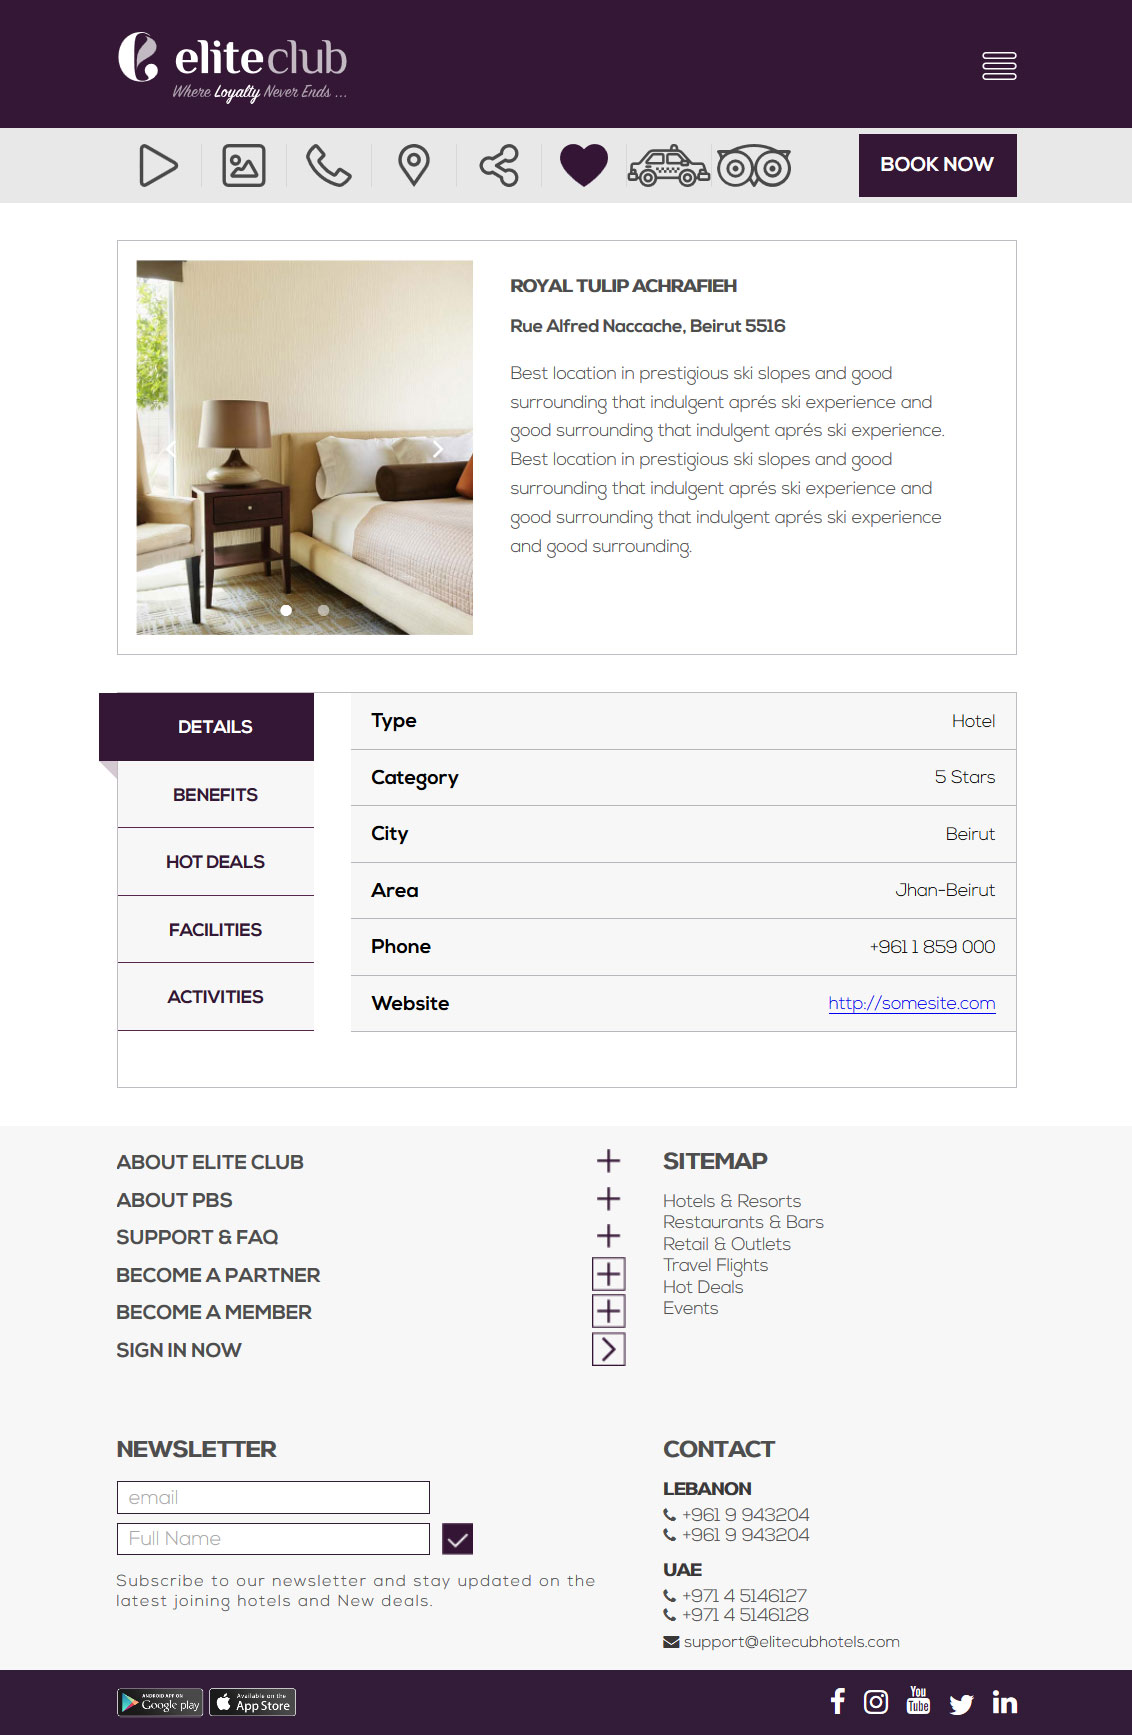 eliteclub
Where Loyalty Never Ends ...
BOOK NOW
ROYAL TULIP ACHRAFIEH
Rue Alfred Naccache, Beirut 5516
Best location in prestigious ski slopes and good
surrounding that indulgent aprés ski experience and
good surrounding that indulgent aprés ski experience.
Best location in prestigious ski slopes and good
surrounding that indulgent aprés ski experience and
good surrounding that indulgent aprés ski experience
and good surrounding.
DETAILS
BENEFITS
HOT DEALS
FACILITIES
ACTIVITIES
Type Hotel
Category 5 Stars
City Beirut
Area Jhan-Beirut
Phone +961 1 859 000
Website http://somesite.com
ABOUT ELITE CLUB
ABOUT PBS
SUPPORT & FAQ
BECOME A PARTNER
BECOME A MEMBER
SIGN IN NOW
SITEMAP
Hotels & Resorts
Restaurants & Bars
Retail & Outlets
Travel Flights
Hot Deals
Events
NEWSLETTER
email
Full Name
Subscribe to our newsletter and stay updated on the
latest joining hotels and New deals.
CONTACT
LEBANON
+961 9 943204
+961 9 943204
UAE
+971 4 5146127
+971 4 5146128
support@elitecubhotels.com
ANDROID APP ON
Google play
Available on the
App Store
You
Tube